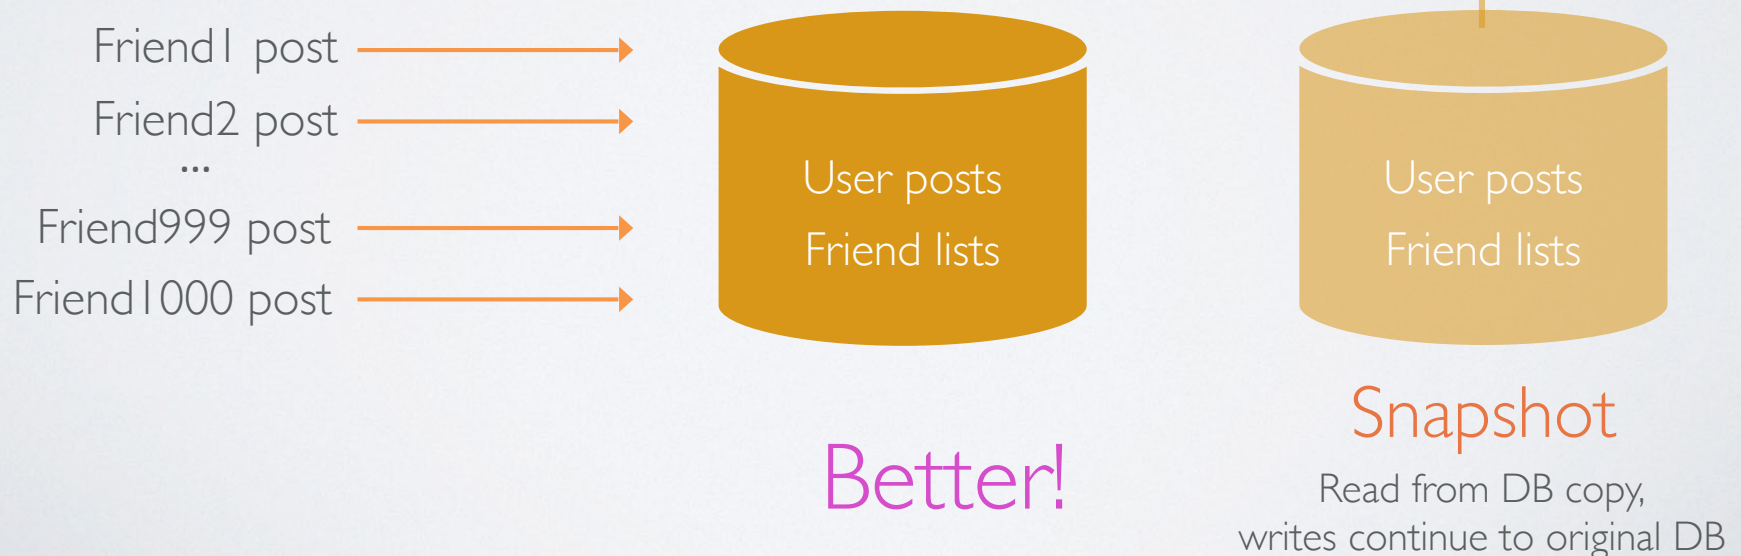 Friend1 post
Friend2 post
...
Friend999 post
Friend1000 post
User posts
Friend lists
User posts
Friend lists
Better!
Snapshot
Read from DB copy,
writes continue to original DB